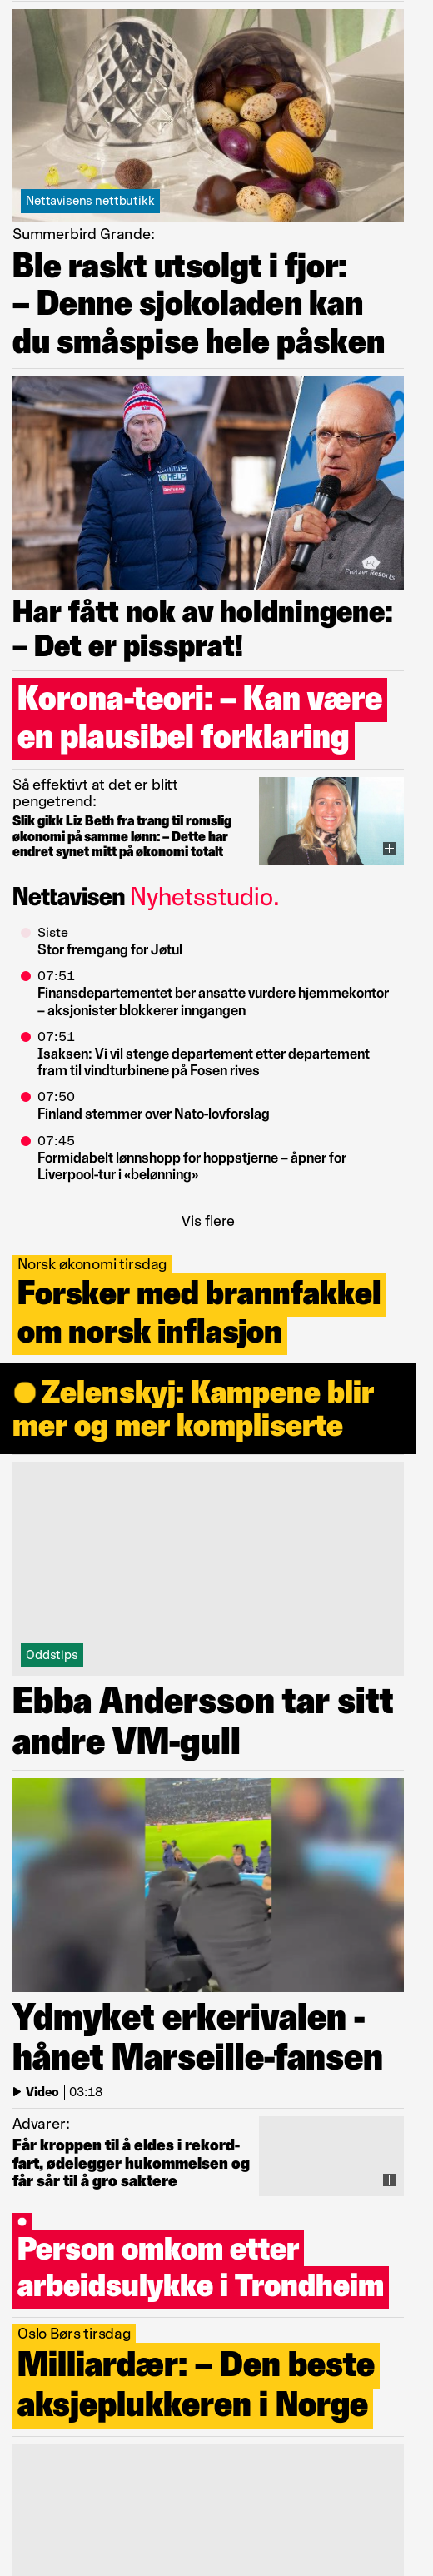 Nettavisens nettbutikk
Summerbird Grande:
Ble raskt utsolgt i fjor:
– Denne sjokoladen kan
du småspise hele påsken
HELP
Pletzer Resorts
Har fått nok av holdningene:
– Det er pissprat!
Korona-teori: – Kan være
en plausibel forklaring
Så effektivt at det er blitt
pengetrend:
Slik gikk Liz Beth fra trang til romslig
økonomi på samme lønn: – Dette har
endret synet mitt på økonomi totalt
Nettavisen Nyhetsstudio.
Siste
Stor fremgang for Jøtul
07:51
Finansdepartementet ber ansatte vurdere hjemmekontor
– aksjonister blokkerer inngangen
07:51
Isaksen: Vi vil stenge departement etter departement
fram til vindturbinene på Fosen rives
07:50
Finland stemmer over Nato-lovforslag
07:45
Formidabelt lønnshopp for hoppstjerne – åpner for
Liverpool-tur i «belønning»
Vis flere
Norsk økonomi tirsdag
Forsker med brannfakkel
om norsk inflasjon
Zelenskyj: Kampene blir
mer og mer kompliserte
Oddstips
Ebba Andersson tar sitt
andre VM-gull
Ydmyket erkerivalen -
hånet Marseille-fansen
Video 03:18
Advarer:
Får kroppen til å eldes i rekord-
fart, ødelegger hukommelsen og
får sår til å gro saktere
Person omkom etter
arbeidsulykke i Trondheim
Oslo Børs tirsdag
Milliardær: – Den beste
aksjeplukkeren i Norge